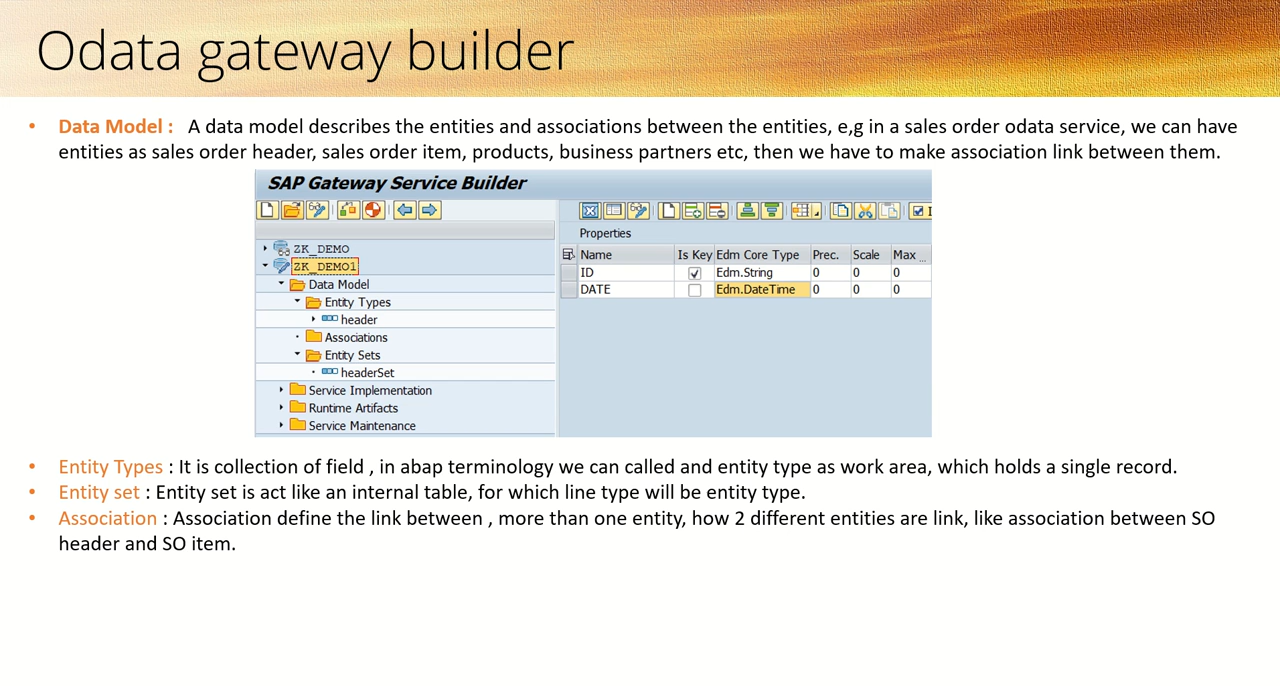 Odata gateway builder
• Data Model : A data model describes the entities and associations between the entities, e,g in a sales order odata service, we can have
entities as sales order header, sales order item, products, business partners etc, then we have to make association link between them.
SAP Gateway Service Builder
ZK_DEMO
ZK_DEMO1
Data Model
Entity Types
header
Associations
Entity Sets
headerSet
Service Implementation
Runtime Artifacts
Service Maintenance
Properties
Name Is Key Edm Core Type Prec. Scale Max ...
ID Edm.String 0 0 0
DATE Edm.DateTime 0 0 0
• Entity Types : It is collection of field , in abap terminology we can called and entity type as work area, which holds a single record.
• Entity set : Entity set is act like an internal table, for which line type will be entity type.
• Association : Association define the link between , more than one entity, how 2 different entities are link, like association between SO
header and SO item.